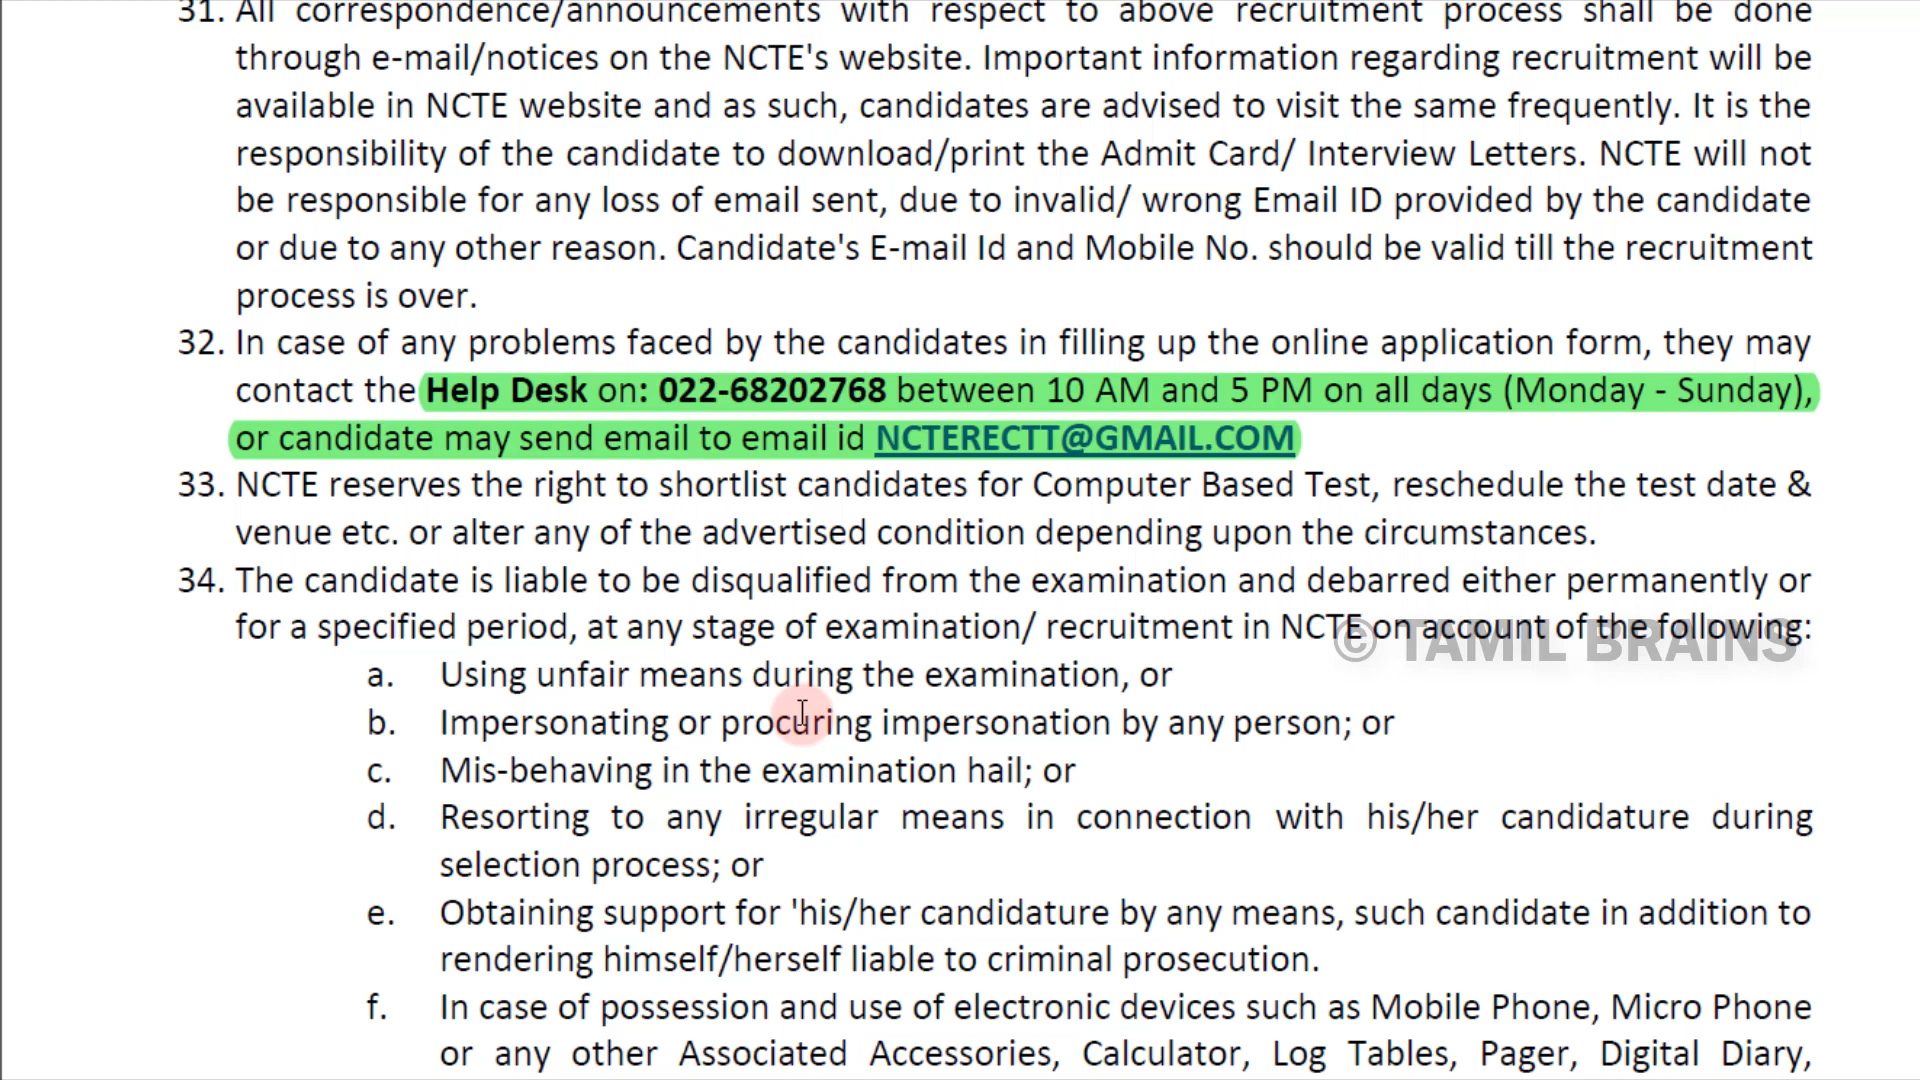 31. All correspondence/announcements with respect to above recruitment process shall be done
through e-mail/notices on the NCTE's website. Important information regarding recruitment will be
available in NCTE website and as such, candidates are advised to visit the same frequently. It is the
responsibility of the candidate to download/print the Admit Card/ Interview Letters. NCTE will not
be responsible for any loss of email sent, due to invalid/ wrong Email ID provided by the candidate
or due to any other reason. Candidate's E-mail Id and Mobile No. should be valid till the recruitment
process is over.
32. In case of any problems faced by the candidates in filling up the online application form, they may
contact the Help Desk on: 022-68202768 between 10 AM and 5 PM on all days (Monday - Sunday),
or candidate may send email to email id NCTERECTT@GMAIL.COM
33. NCTE reserves the right to shortlist candidates for Computer Based Test, reschedule the test date &
venue etc. or alter any of the advertised condition depending upon the circumstances.
34. The candidate is liable to be disqualified from the examination and debarred either permanently or
for a specified period, at any stage of examination/ recruitment in NCTE on account of the following:
© TAMIL BRAINS
a. Using unfair means during the examination, or
b. Impersonating or procuring impersonation by any person; or
c. Mis-behaving in the examination hail; or
d. Resorting to any irregular means in connection with his/her candidature during
selection process; or
e. Obtaining support for 'his/her candidature by any means, such candidate in addition to
rendering himself/herself liable to criminal prosecution.
f. In case of possession and use of electronic devices such as Mobile Phone, Micro Phone
or any other Associated Accessories, Calculator, Log Tables, Pager, Digital Diary,